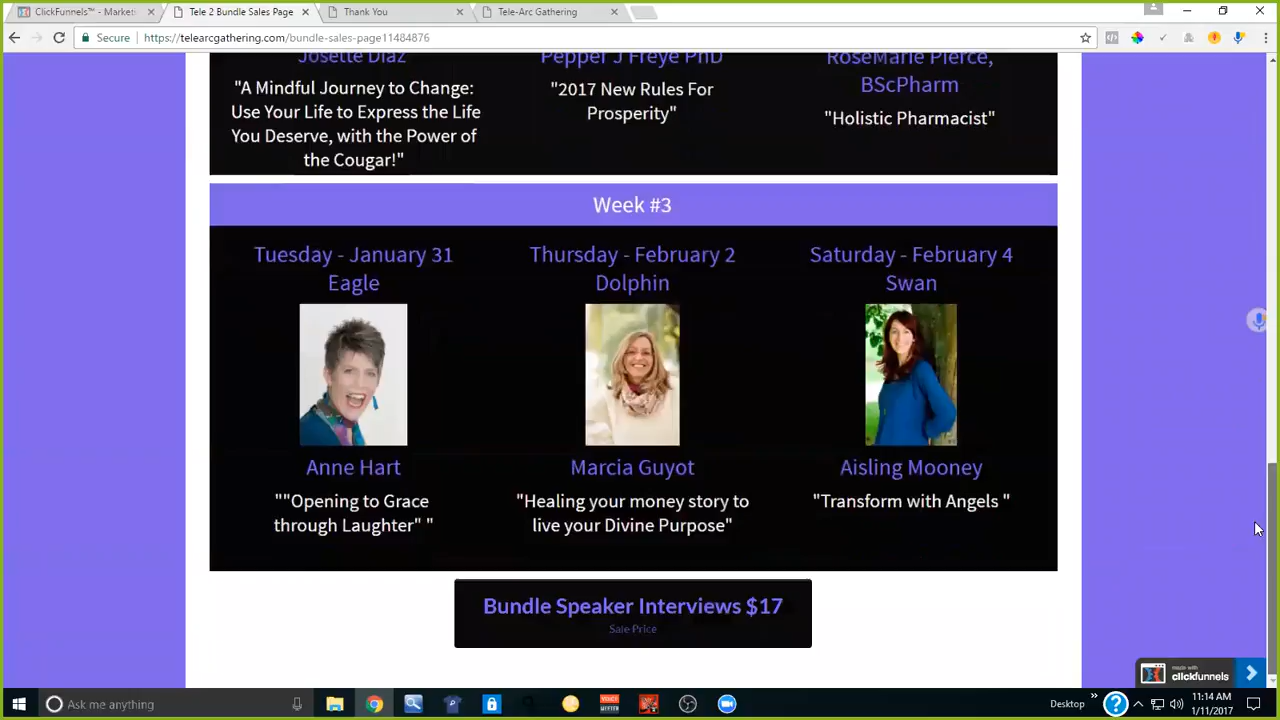 ClickFunnels™ - Market
Tele 2 Bundle Sales Page
Thank You
Tele-Arc Gathering
Secure
https://telearcgathering.com/bundle-sales-page11484876
Josette Diaz
Pepper J Freye PhD
RoseMarie Pierce,
BScPharm
"A Mindful Journey to Change:
Use Your Life to Express the Life
You Deserve, with the Power of
the Cougar!"
"2017 New Rules For
Prosperity"
"Holistic Pharmacist"
Week #3
Tuesday - January 31
Eagle
Thursday - February 2
Dolphin
Saturday - February 4
Swan
Anne Hart
Marcia Guyot
Aisling Mooney
""Opening to Grace
through Laughter" "
"Healing your money story to
live your Divine Purpose"
"Transform with Angels "
Bundle Speaker Interviews $17
Sale Price
made with
clickfunnels
Ask me anything
Desktop
11:14 AM
1/11/2017